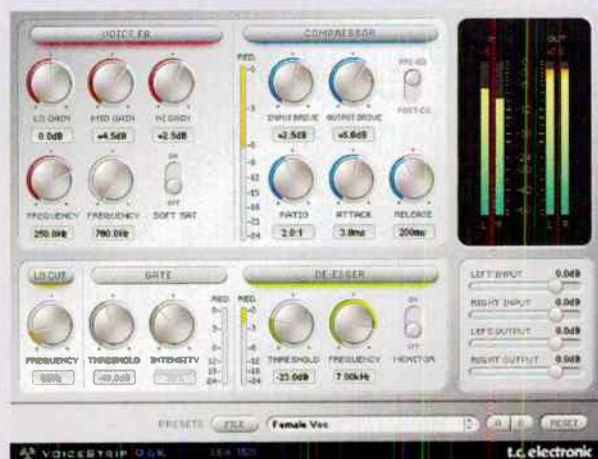 VOICE EQ
COMPRESSOR
IN OUT
RED.
PRE-EQ
POST-EQ
LO GAIN MID GAIN HI GAIN
INPUT DRIVE OUTPUT DRIVE
0.0dB +4.5dB +2.5dB
+2.5dB +6.0dB
ON
OFF
FREQUENCY FREQUENCY SOFT SAT
RATIO ATTACK RELEASE
250.0Hz
2.0:1 3.0ms 200ms
LO CUT GATE DE-ESSER
RED. RED.
ON
OFF
FREQUENCY THRESHOLD INTENSITY
THRESHOLD FREQUENCY MONITOR
-40.0dB
-23.0dB 7.00kHz
LEFT INPUT 0.0dB
RIGHT INPUT 0.0dB
LEFT OUTPUT 0.0dB
RIGHT OUTPUT 0.0dB
PRESETS FILE Female Voc A B RESET
VOICESTRIP
t.c. electronic